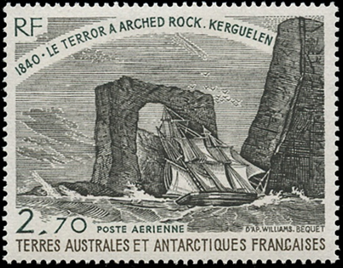 RF
1840 - LE TERROR A ARCHED ROCK. KERGUELEN
2,70 POSTE AERIENNE
D'AP. WILLIAMS. BEQUET
TERRES AUSTRALES ET ANTARCTIQUES FRANÇAISES